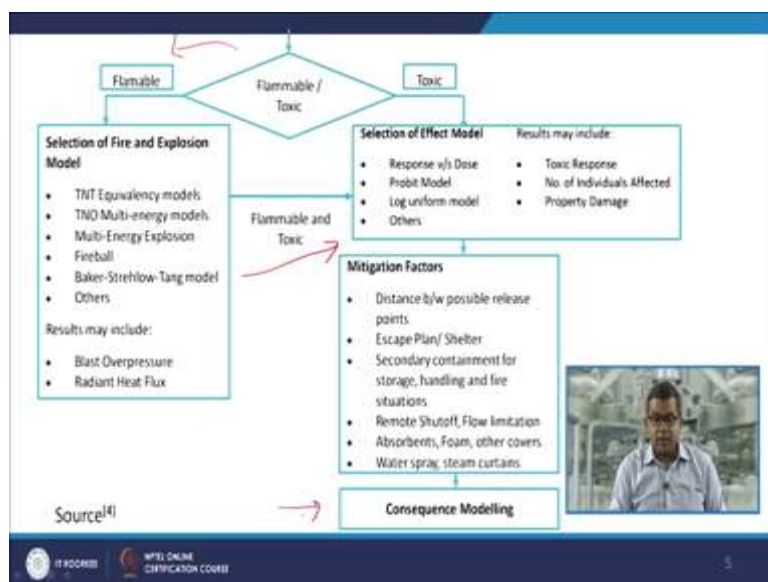 Flamable
Flammable /
Toxic
Toxic
Selection of Fire and Explosion
Model
• TNT Equivalency models
• TNO Multi-energy models
• Multi-Energy Explosion
• Fireball
• Baker-Strehlow-Tang model
• Others
Results may include:
• Blast Overpressure
• Radiant Heat Flux
Flammable and
Toxic
Selection of Effect Model
• Response v/s Dose
• Probit Model
• Log uniform model
• Others
Results may include:
• Toxic Response
• No. of Individuals Affected
• Property Damage
Mitigation Factors
• Distance b/w possible release
points
• Escape Plan/ Shelter
• Secondary containment for
storage, handling and fire
situations
• Remote Shutoff, Flow limitation
• Absorbents, Foam, other covers
• Water spray, steam curtains
Consequence Modelling
Source[4]
IIT ROORKEE
NPTEL ONLINE
CERTIFICATION COURSE
5